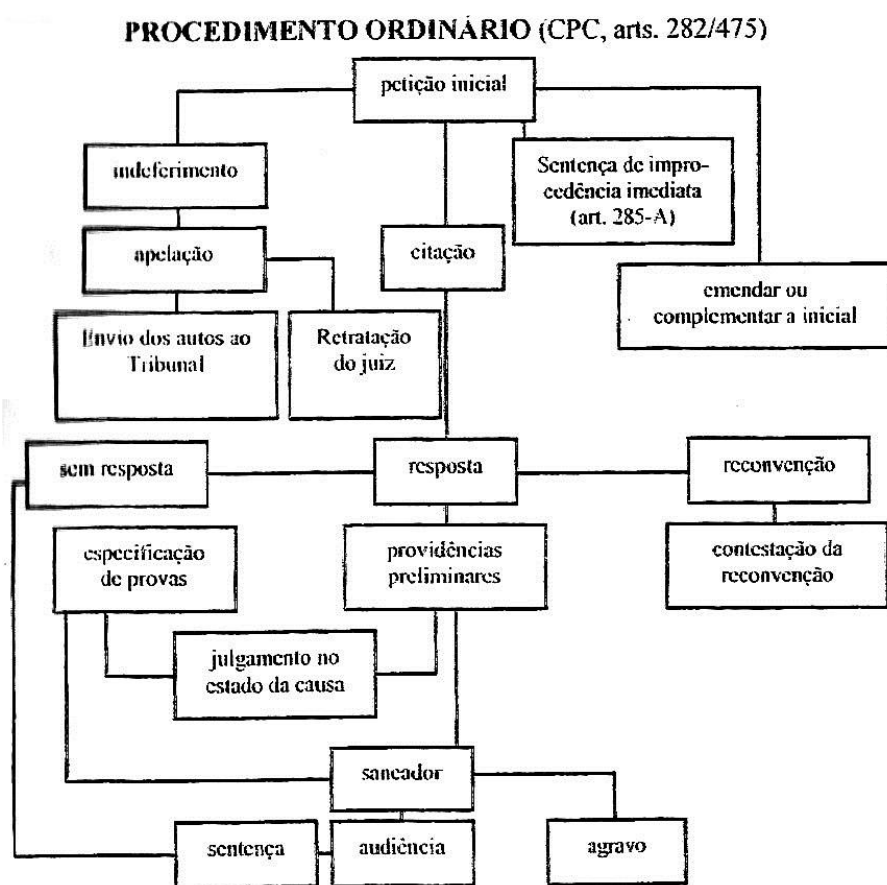 PROCEDIMENTO ORDINÁRIO (CPC, arts. 282/475)
petição inicial
indeferimento
Sentença de impro-
cedência imediata
(art. 285-A)
apelação
citação
emendar ou
complementar a inicial
Envio dos autos ao
Tribunal
Retratação
do juiz
sem resposta
resposta
reconvenção
especificação
de provas
providências
preliminares
contestação da
reconvenção
julgamento no
estado da causa
saneador
sentença
audiência
agravo